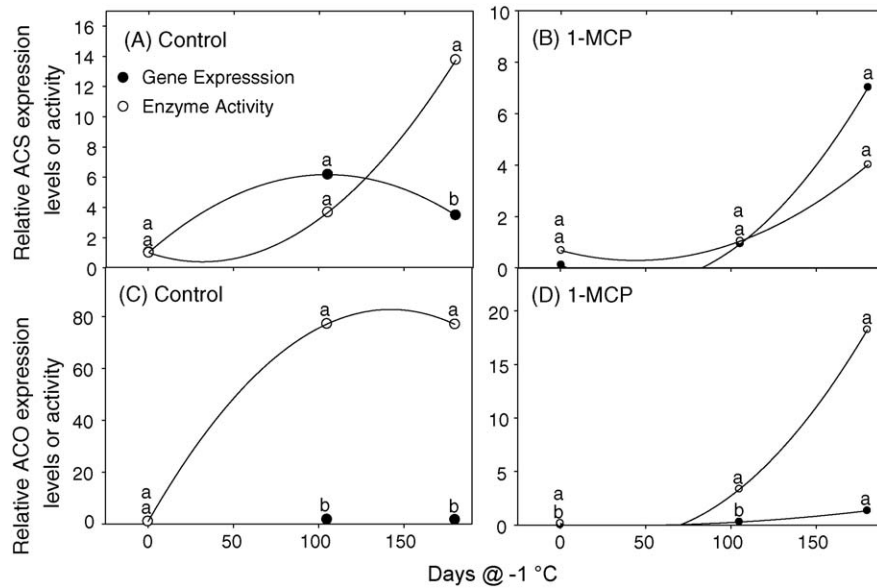 Relative ACS expression
levels or activity
(A) Control
Gene Expresssion
Enzyme Activity
16
14
12
10
8
6
4
2
0
a
a
a
a
a
b
(B) 1-MCP
10
8
6
4
2
0
a
a
a
a
a
a
Relative ACO expression
levels or activity
(C) Control
80
60
40
20
0
a
a
a
a
b
b
0
50
100
150
(D) 1-MCP
20
15
10
5
0
a
b
a
b
a
a
0
50
100
150
Days @ -1 °C